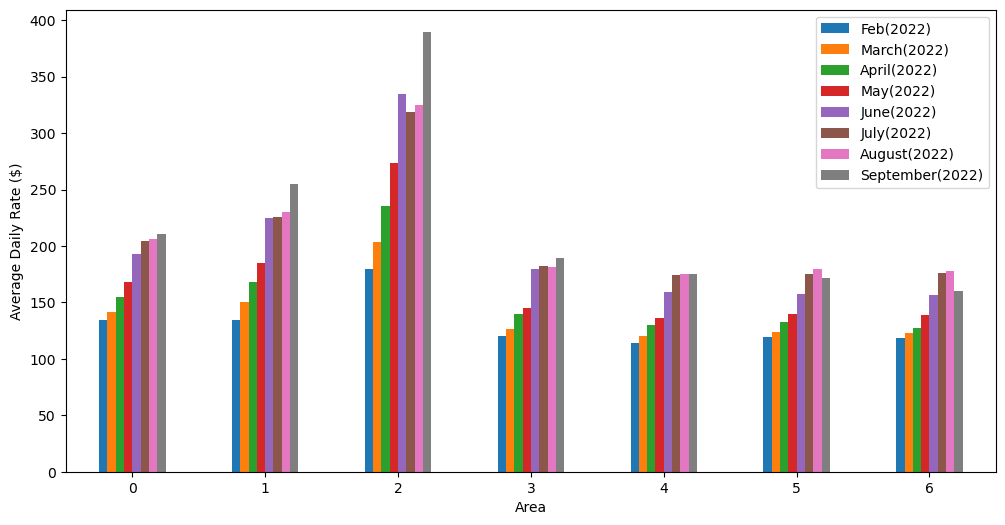 400
350
300
250
200
150
100
50
0
Average Daily Rate ($)
Feb(2022)
March(2022)
April(2022)
May(2022)
June(2022)
July(2022)
August(2022)
September(2022)
0 1 2 3 4 5 6
Area